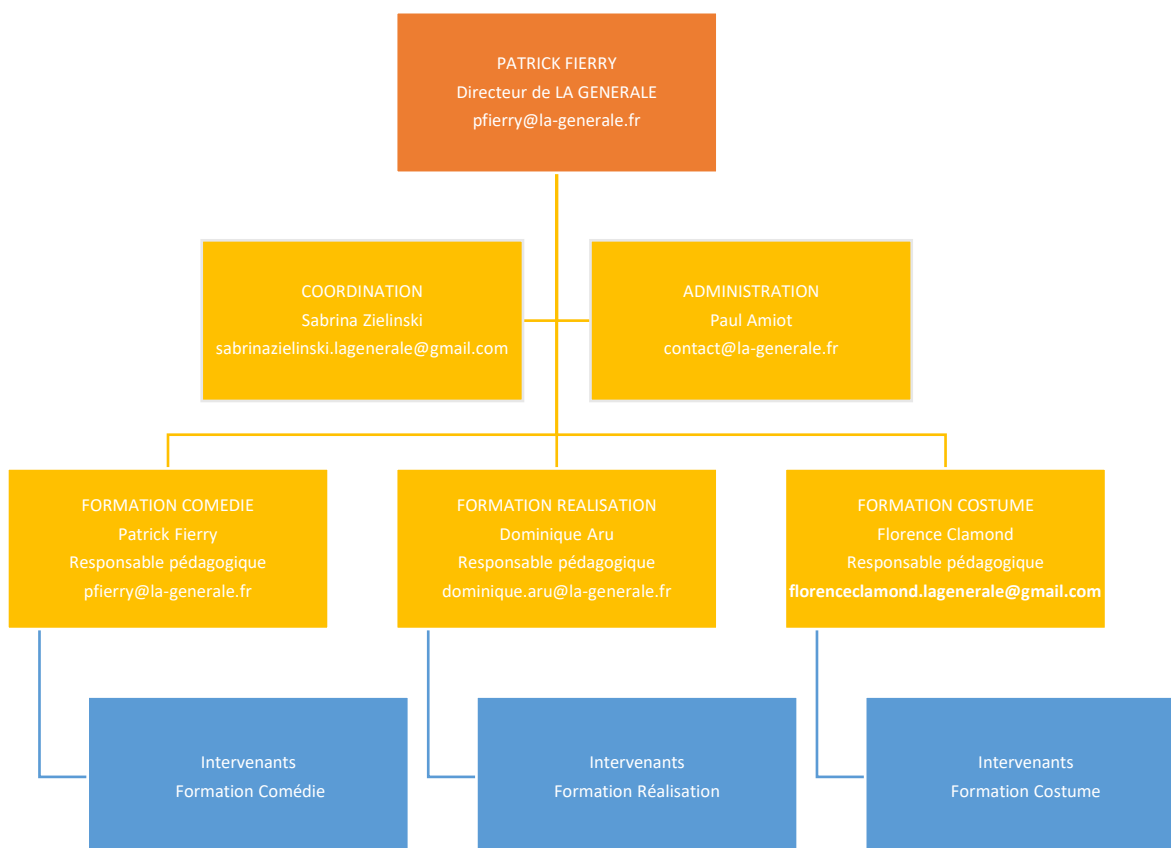 PATRICK FIERRY
Directeur de LA GENERALE
pfierry@la-generale.fr
COORDINATION
Sabrina Zielinski
sabrinazielinski.lagenerale@gmail.com
ADMINISTRATION
Paul Amiot
contact@la-generale.fr
FORMATION COMEDIE
Patrick Fierry
Responsable pédagogique
pfierry@la-generale.fr
FORMATION REALISATION
Dominique Aru
Responsable pédagogique
dominique.aru@la-generale.fr
FORMATION COSTUME
Florence Clamond
Responsable pédagogique
florenceclamond.lagenerale@gmail.com
Intervenants
Formation Comédie
Intervenants
Formation Réalisation
Intervenants
Formation Costume